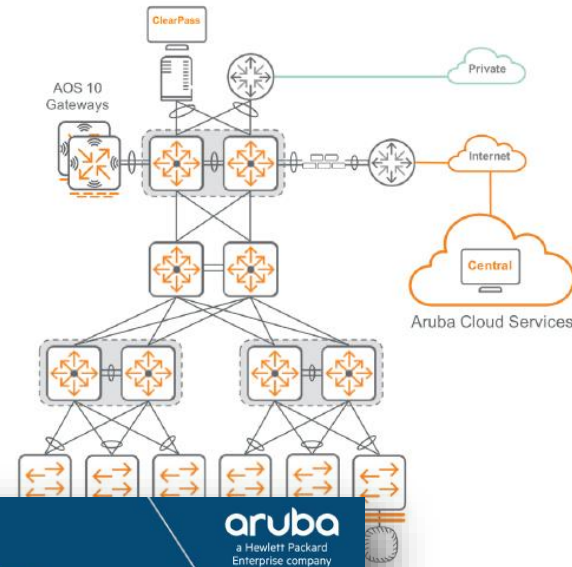 ClearPass
AOS 10
Gateways
Private
Internet
Central
Aruba Cloud Services
aruba
a Hewlett Packard
Enterprise company